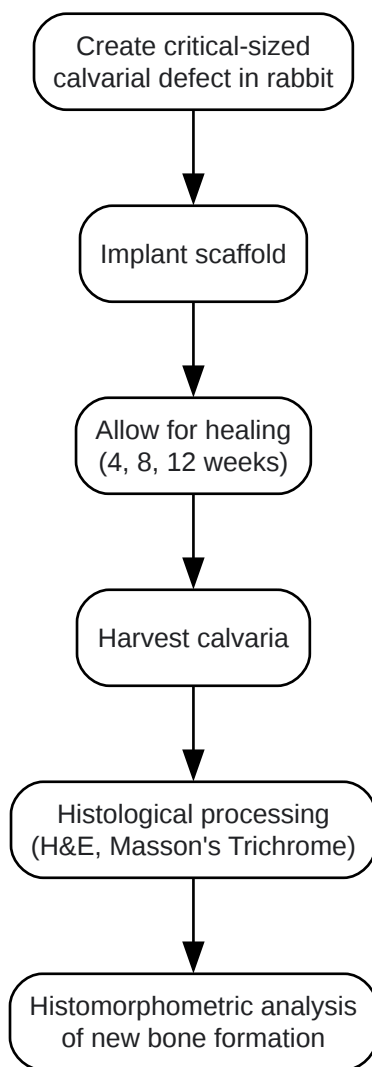 Create critical-sized
calvarial defect in rabbit
Implant scaffold
Allow for healing
(4, 8, 12 weeks)
Harvest calvaria
Histological processing
(H&E, Masson's Trichrome)
Histomorphometric analysis
of new bone formation